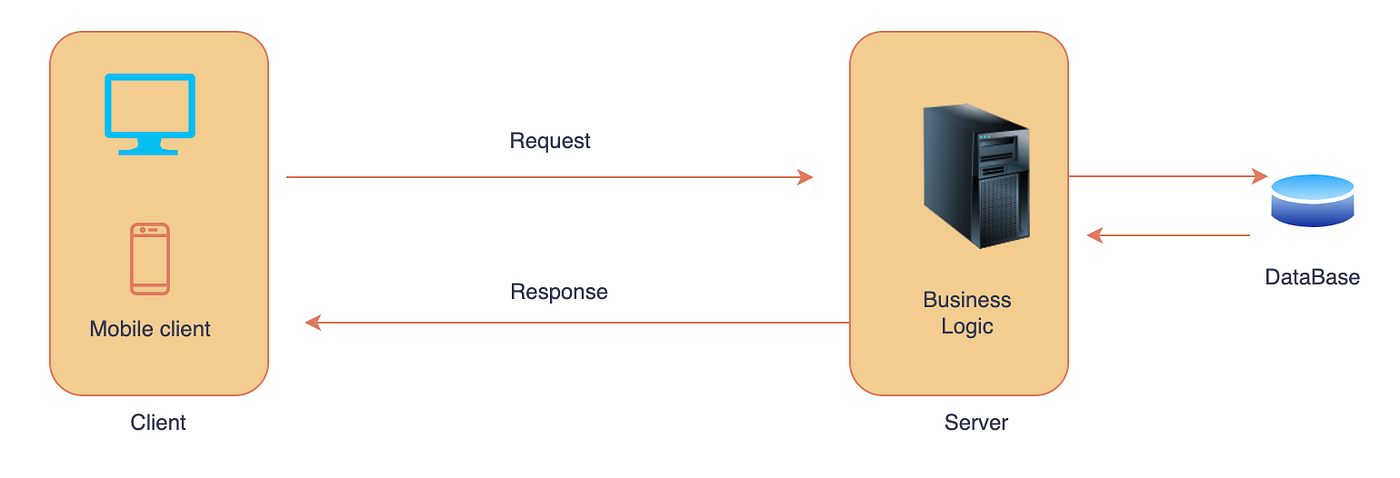 Request
Response
Mobile client
Client
Business
Logic
Server
DataBase